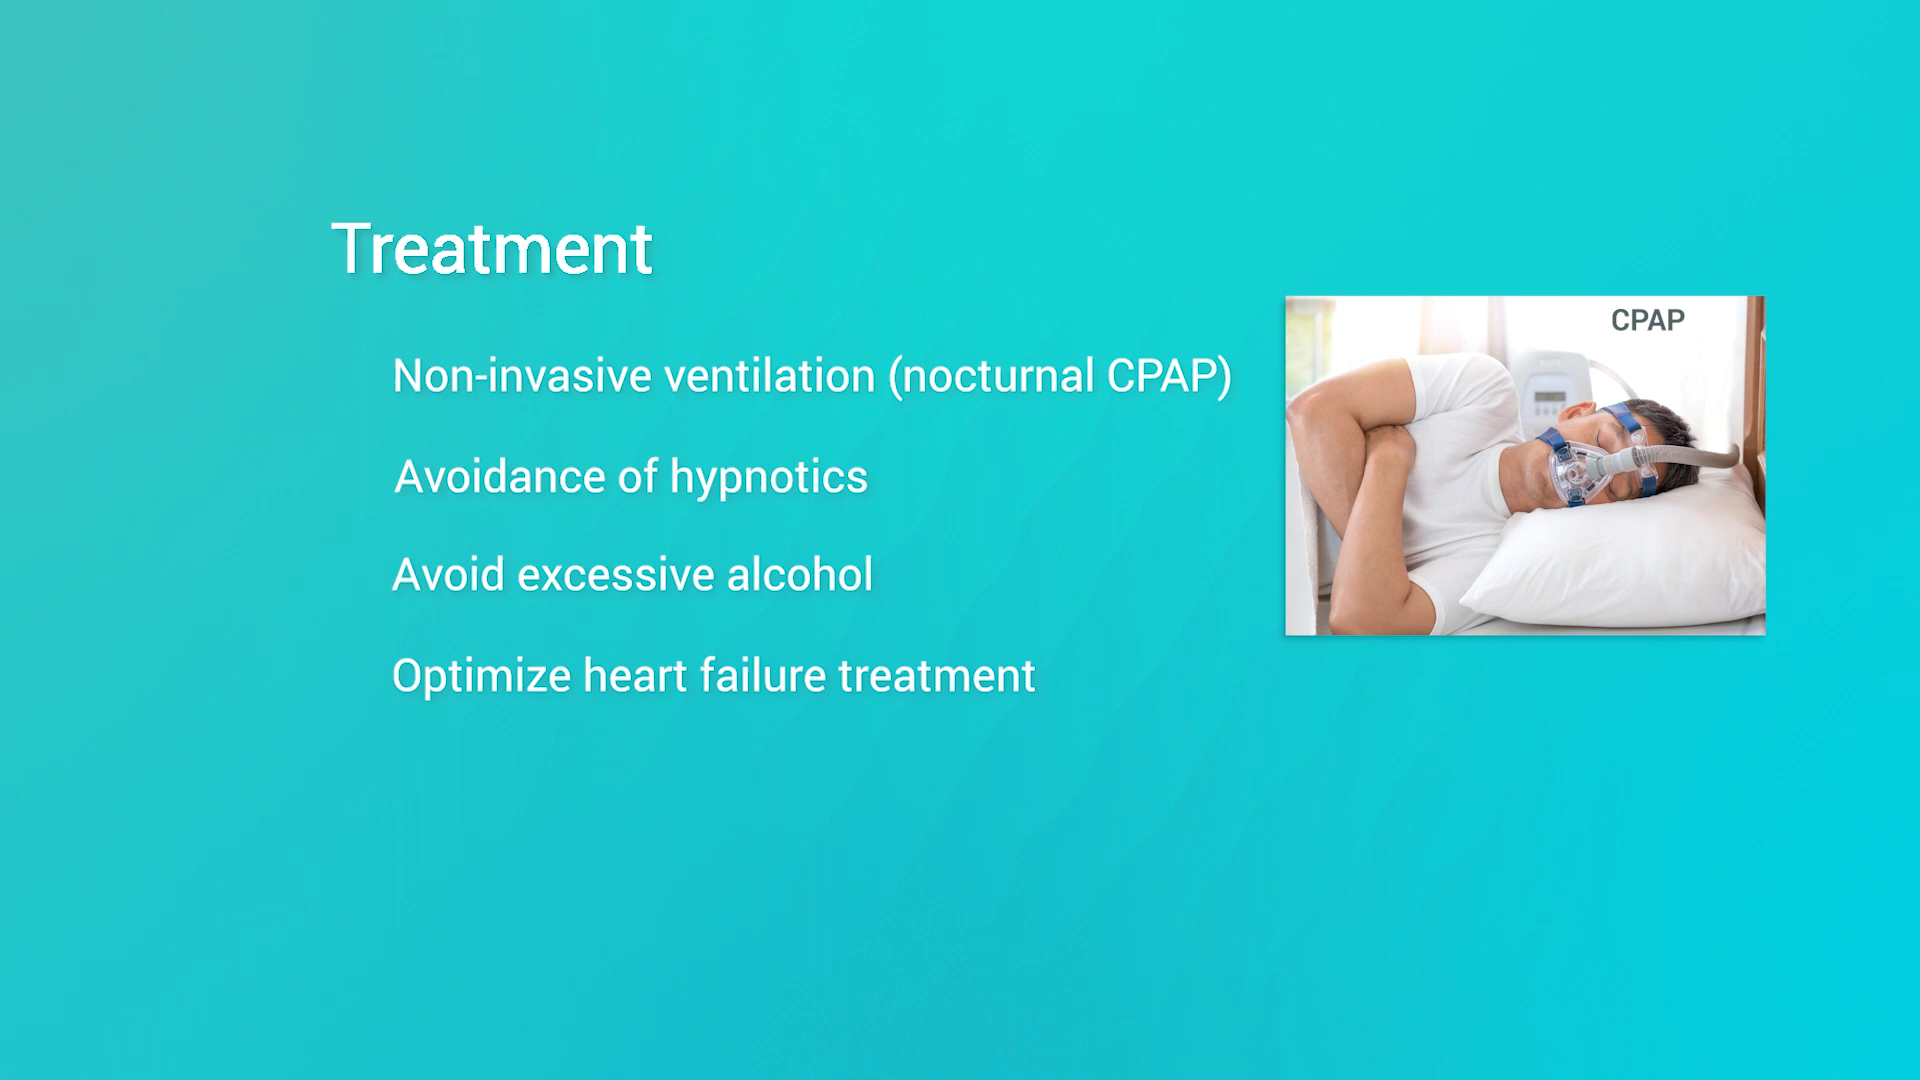 Treatment
Non-invasive ventilation (nocturnal CPAP)
Avoidance of hypnotics
Avoid excessive alcohol
Optimize heart failure treatment
CPAP